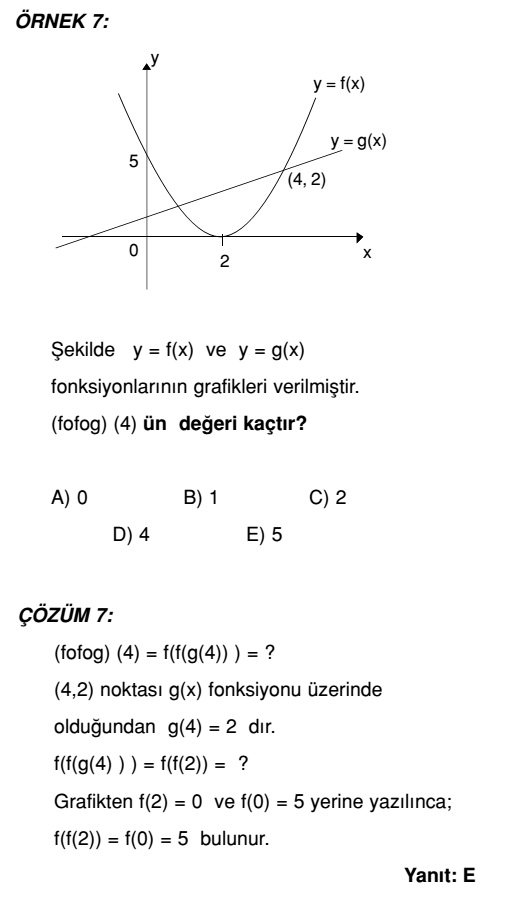 ÖRNEK 7:
y
y = f(x)
y = g(x)
5
(4, 2)
0
2
x
Şekilde y = f(x) ve y = g(x)
fonksiyonlarının grafikleri verilmiştir.
(fofog) (4) ün değeri kaçtır?
A) 0 B) 1 C) 2
D) 4 E) 5
ÇÖZÜM 7:
(fofog) (4) = f(f(g(4)) ) = ?
(4,2) noktası g(x) fonksiyonu üzerinde
olduğundan g(4) = 2 dır.
f(f(g(4) ) ) = f(f(2)) = ?
Grafikten f(2) = 0 ve f(0) = 5 yerine yazılınca;
f(f(2)) = f(0) = 5 bulunur.
Yanıt: E